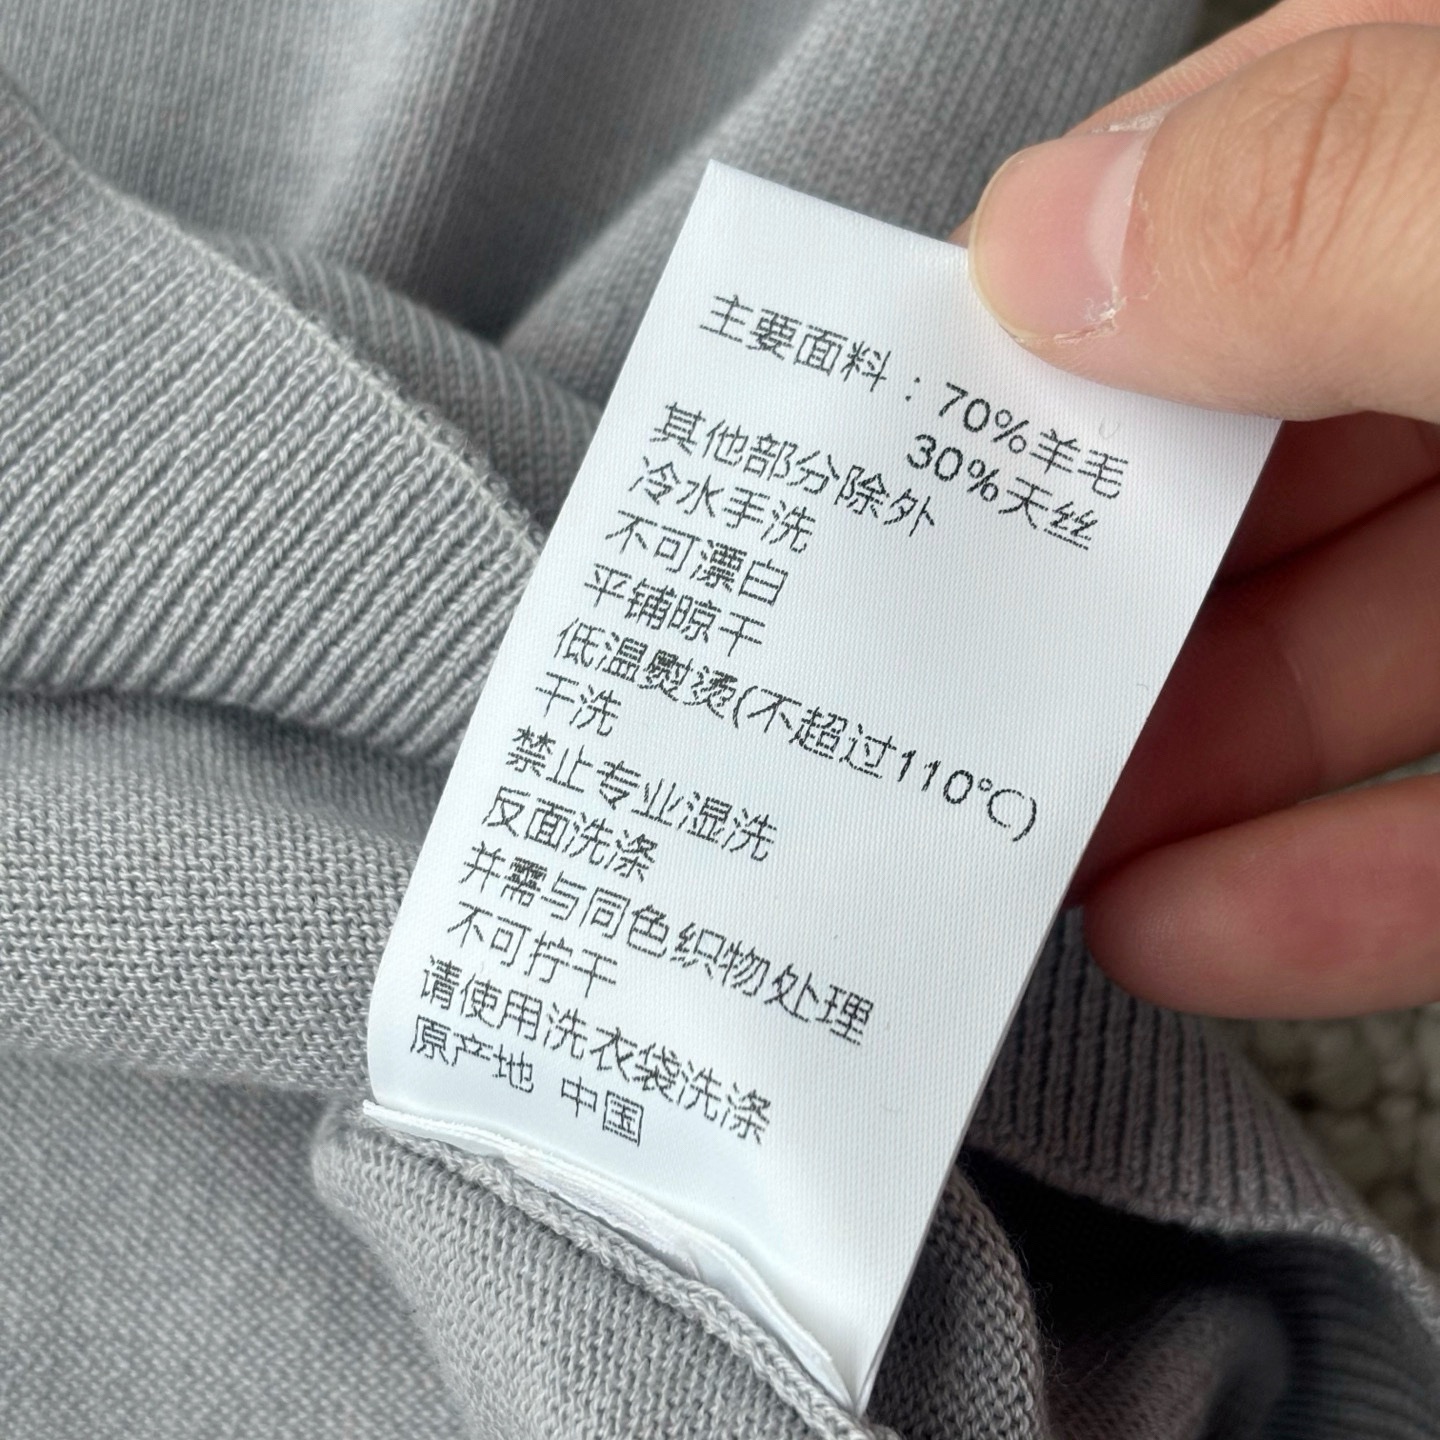 主要面料：70%羊毛
30%天丝
其他部分除外
冷水手洗
不可漂白
平铺晾干
低温熨烫(不超过110℃)
干洗
禁止专业湿洗
反面洗涤
并需与同色织物处理
不可拧干
请使用洗衣袋洗涤
原产地 中国